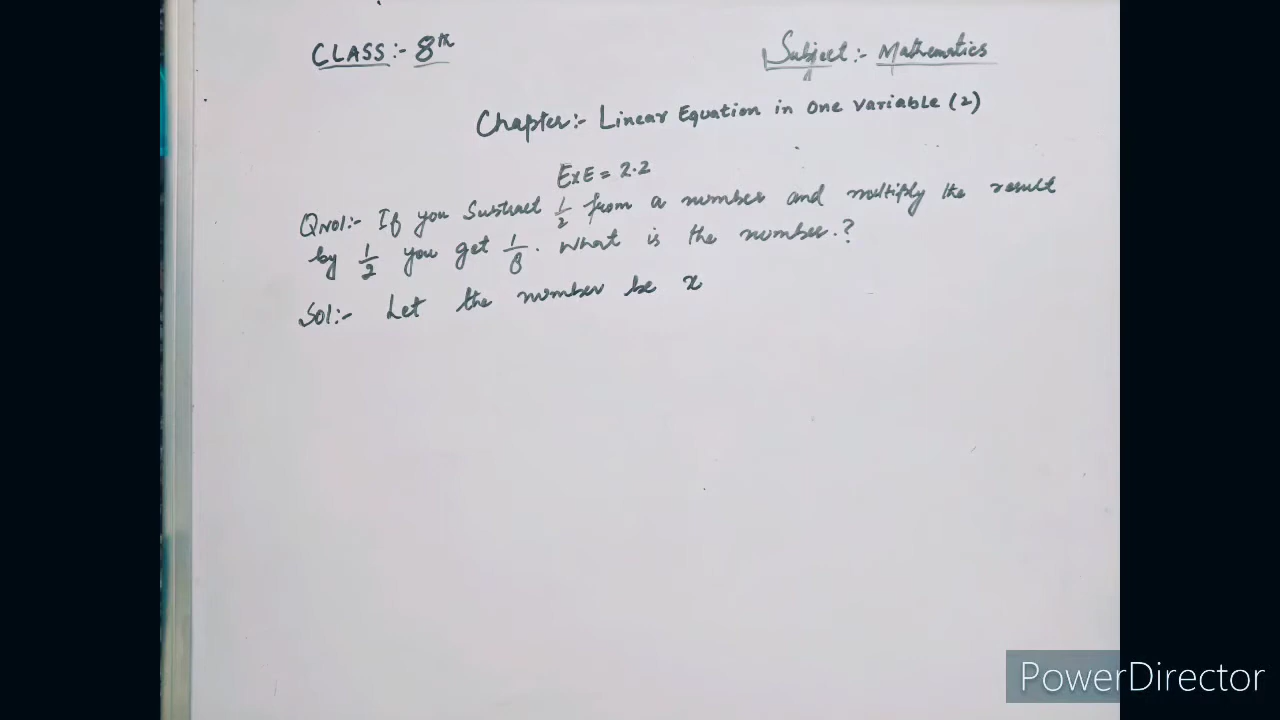 CLASS:- 8th
Subject:- Mathematics
Chapter:- Linear Equation in One Variable (2)
EXE = 2.2
QNo1:- If you Subtract 1/2 from a number and multiply the result
by 1/2 you get 1/8. What is the number.?
Sol:- Let the number be x
PowerDirector